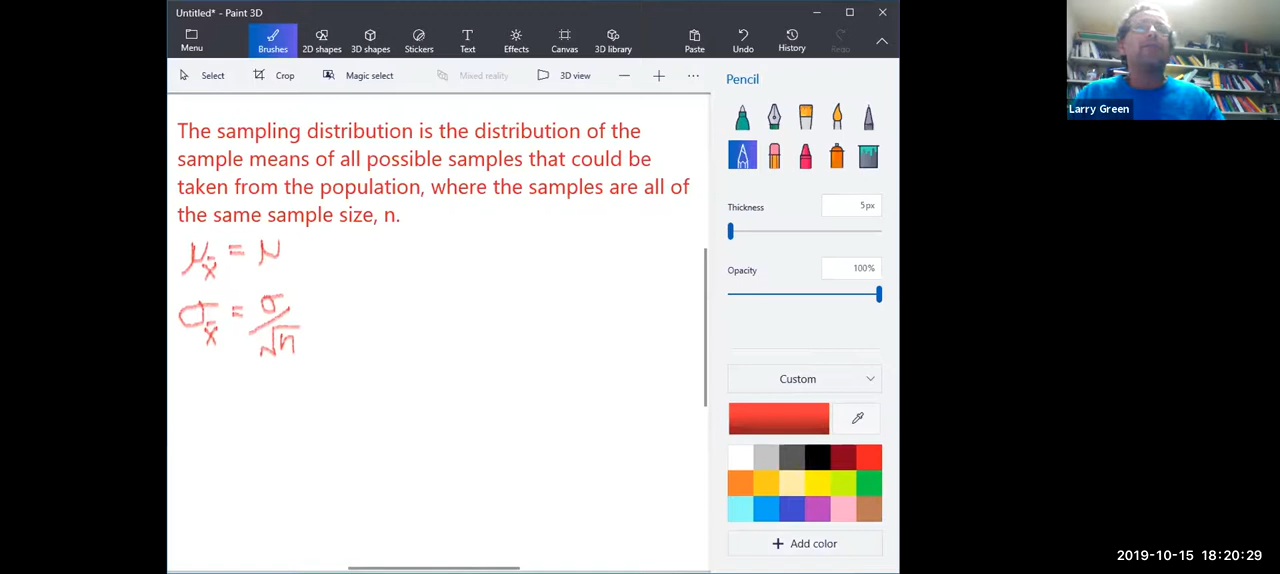 Untitled* - Paint 3D
Menu
Brushes
2D shapes
3D shapes
Stickers
Text
Effects
Canvas
3D library
Paste
Undo
History
Redo
Select
Crop
Magic select
Mixed reality
3D view
Pencil
Thickness
5px
Opacity
100%
Custom
Add color
The sampling distribution is the distribution of the
sample means of all possible samples that could be
taken from the population, where the samples are all of
the same sample size, n.
μx̄ = μ
σx̄ = σ/√n
Larry Green
2019-10-15 18:20:29